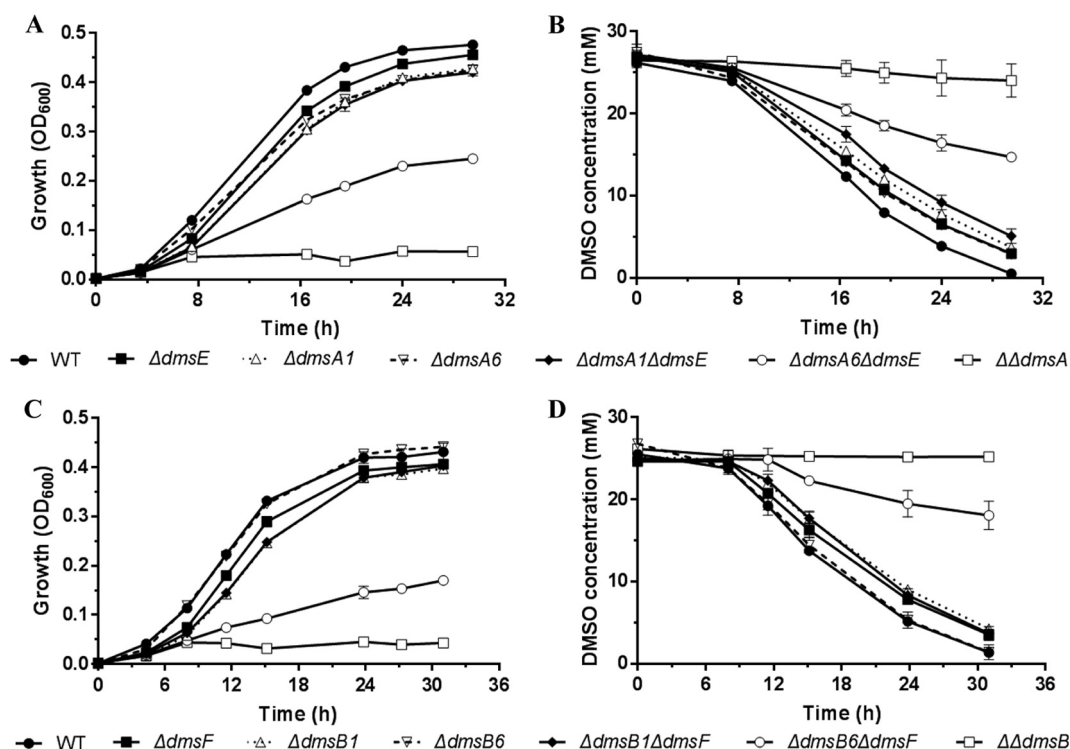 A
Growth (OD600)
0.5
0.4
0.3
0.2
0.1
0.0
0 8 16 24 32
Time (h)
B
DMSO concentration (mM)
30
20
10
0
0 8 16 24 32
Time (h)
WT ΔdmsE ΔdmsA1 ΔdmsA6 ΔdmsA1ΔdmsE ΔdmsA6ΔdmsE ΔΔdmsA
C
Growth (OD600)
0.5
0.4
0.3
0.2
0.1
0.0
0 6 12 18 24 30 36
Time (h)
D
DMSO concentration (mM)
30
20
10
0
0 6 12 18 24 30 36
Time (h)
WT ΔdmsF ΔdmsB1 ΔdmsB6 ΔdmsB1ΔdmsF ΔdmsB6ΔdmsF ΔΔdmsB